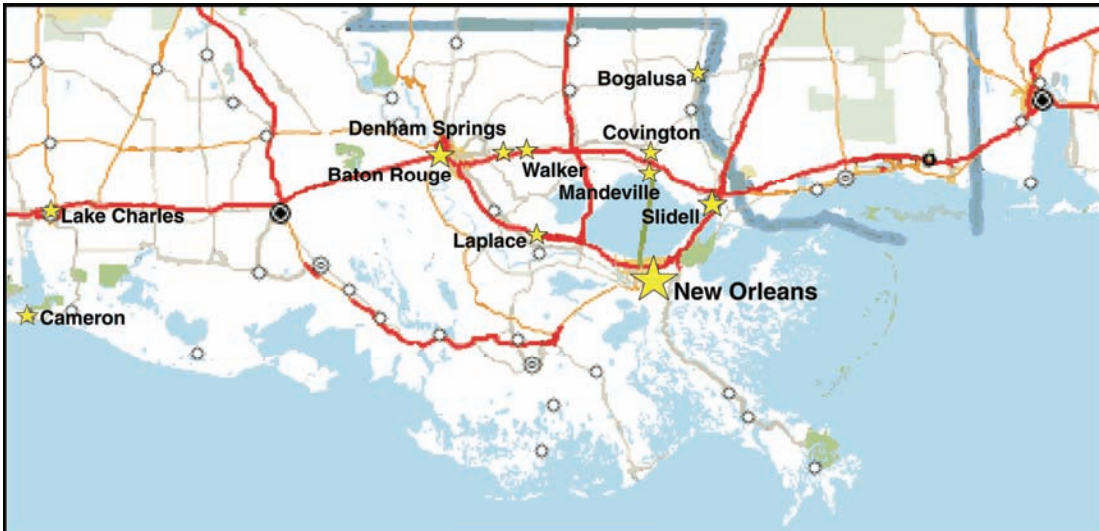 Bogalusa
Denham Springs
Covington
Baton Rouge
Walker
Mandeville
Lake Charles
Slidell
Laplace
New Orleans
Cameron